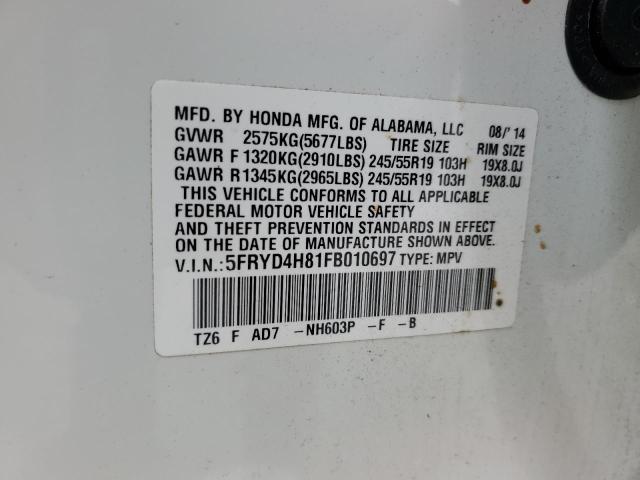 MFD. BY HONDA MFG. OF ALABAMA, LLC 08/'14
GVWR 2575KG(5677LBS) TIRE SIZE RIM SIZE
GAWR F 1320KG(2910LBS) 245/55R19 103H 19X8.0J
GAWR R 1345KG(2965LBS) 245/55R19 103H 19X8.0J
THIS VEHICLE CONFORMS TO ALL APPLICABLE
FEDERAL MOTOR VEHICLE SAFETY
AND THEFT PREVENTION STANDARDS IN EFFECT
ON THE DATE OF MANUFACTURE SHOWN ABOVE.
V.I.N.: 5FRYD4H81FB010697 TYPE: MPV
TZ6 F AD7 -NH603P -F -B